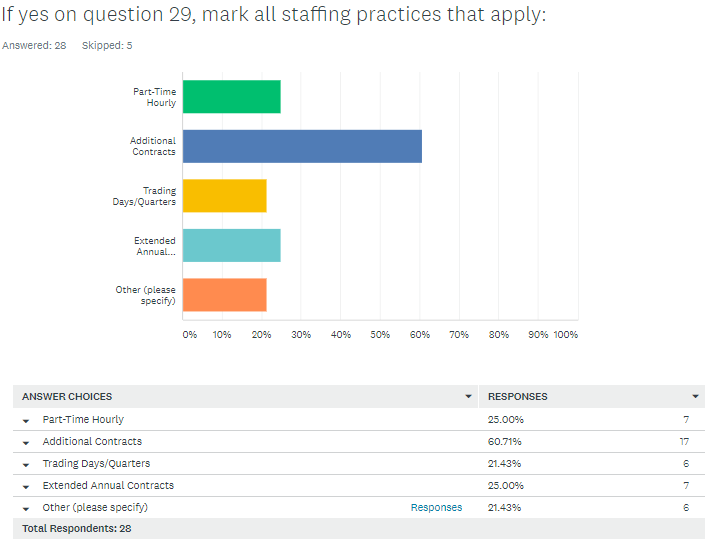 If yes on question 29, mark all staffing practices that apply:
Answered: 28 Skipped: 5
Part-Time
Hourly
Additional
Contracts
Trading
Days/Quarters
Extended
Annual...
Other (please
specify)
0% 10% 20% 30% 40% 50% 60% 70% 80% 90% 100%
ANSWER CHOICES RESPONSES
Part-Time Hourly 25.00% 7
Additional Contracts 60.71% 17
Trading Days/Quarters 21.43% 6
Extended Annual Contracts 25.00% 7
Other (please specify) Responses 21.43% 6
Total Respondents: 28